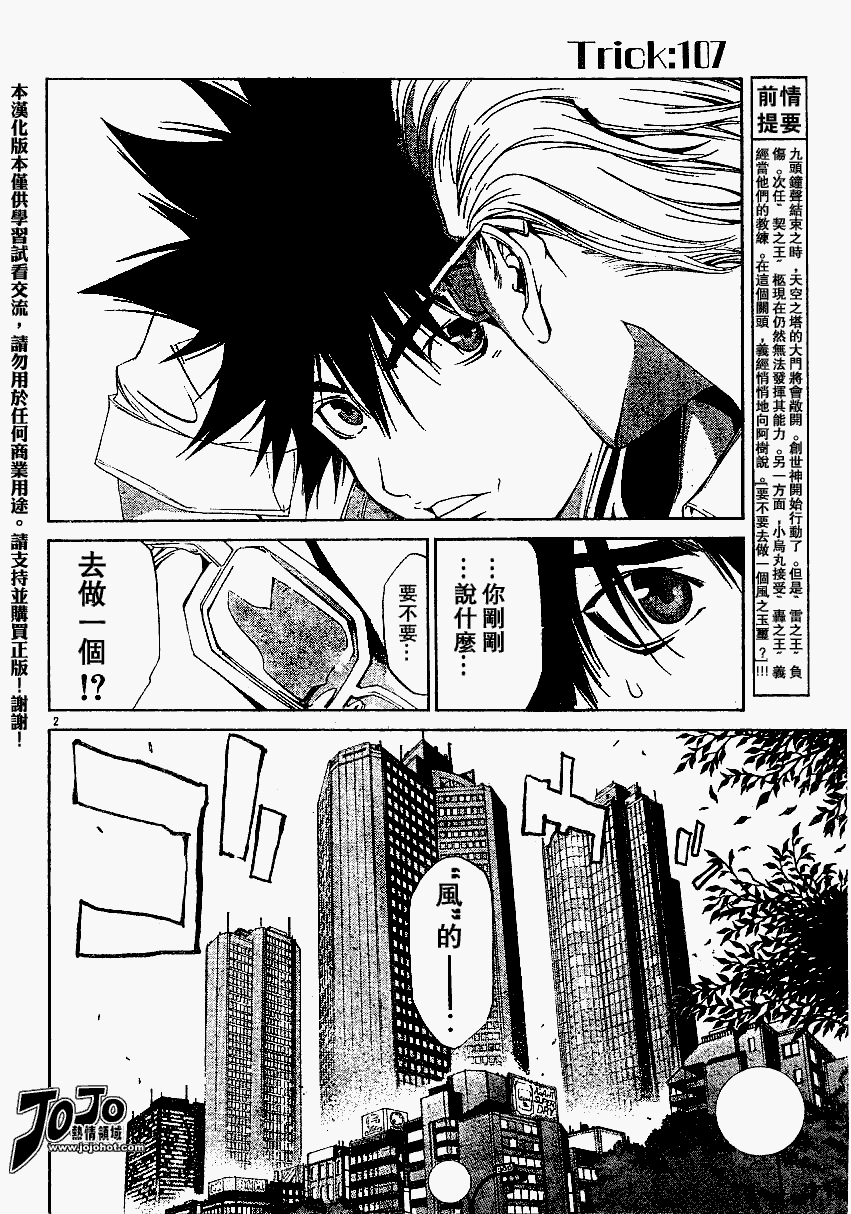 Trick:107
前情
提要
九頭鐘聲結束之時，天空之塔的大門將會敞開。創世神開始行動了。但是〝雷之王〞負
傷。次任〝契之王〞柩現在仍然無法發揮其能力。另一方面，小烏丸接受〝轟之王〞義
經當他們的教練。在這個關頭，義經悄悄地向阿樹說。「要不要去做一個風之玉璽？」!!!
本漢化版本僅供學習試看交流，請勿用於任何商業用途。請支持並購買正版！謝謝！
…你剛剛
…說什麼…
要不要…
去做一個!?
2
ゴ
オ
〝風〞的——…
DAY
JOJO
熱情領域
www.jojohot.com